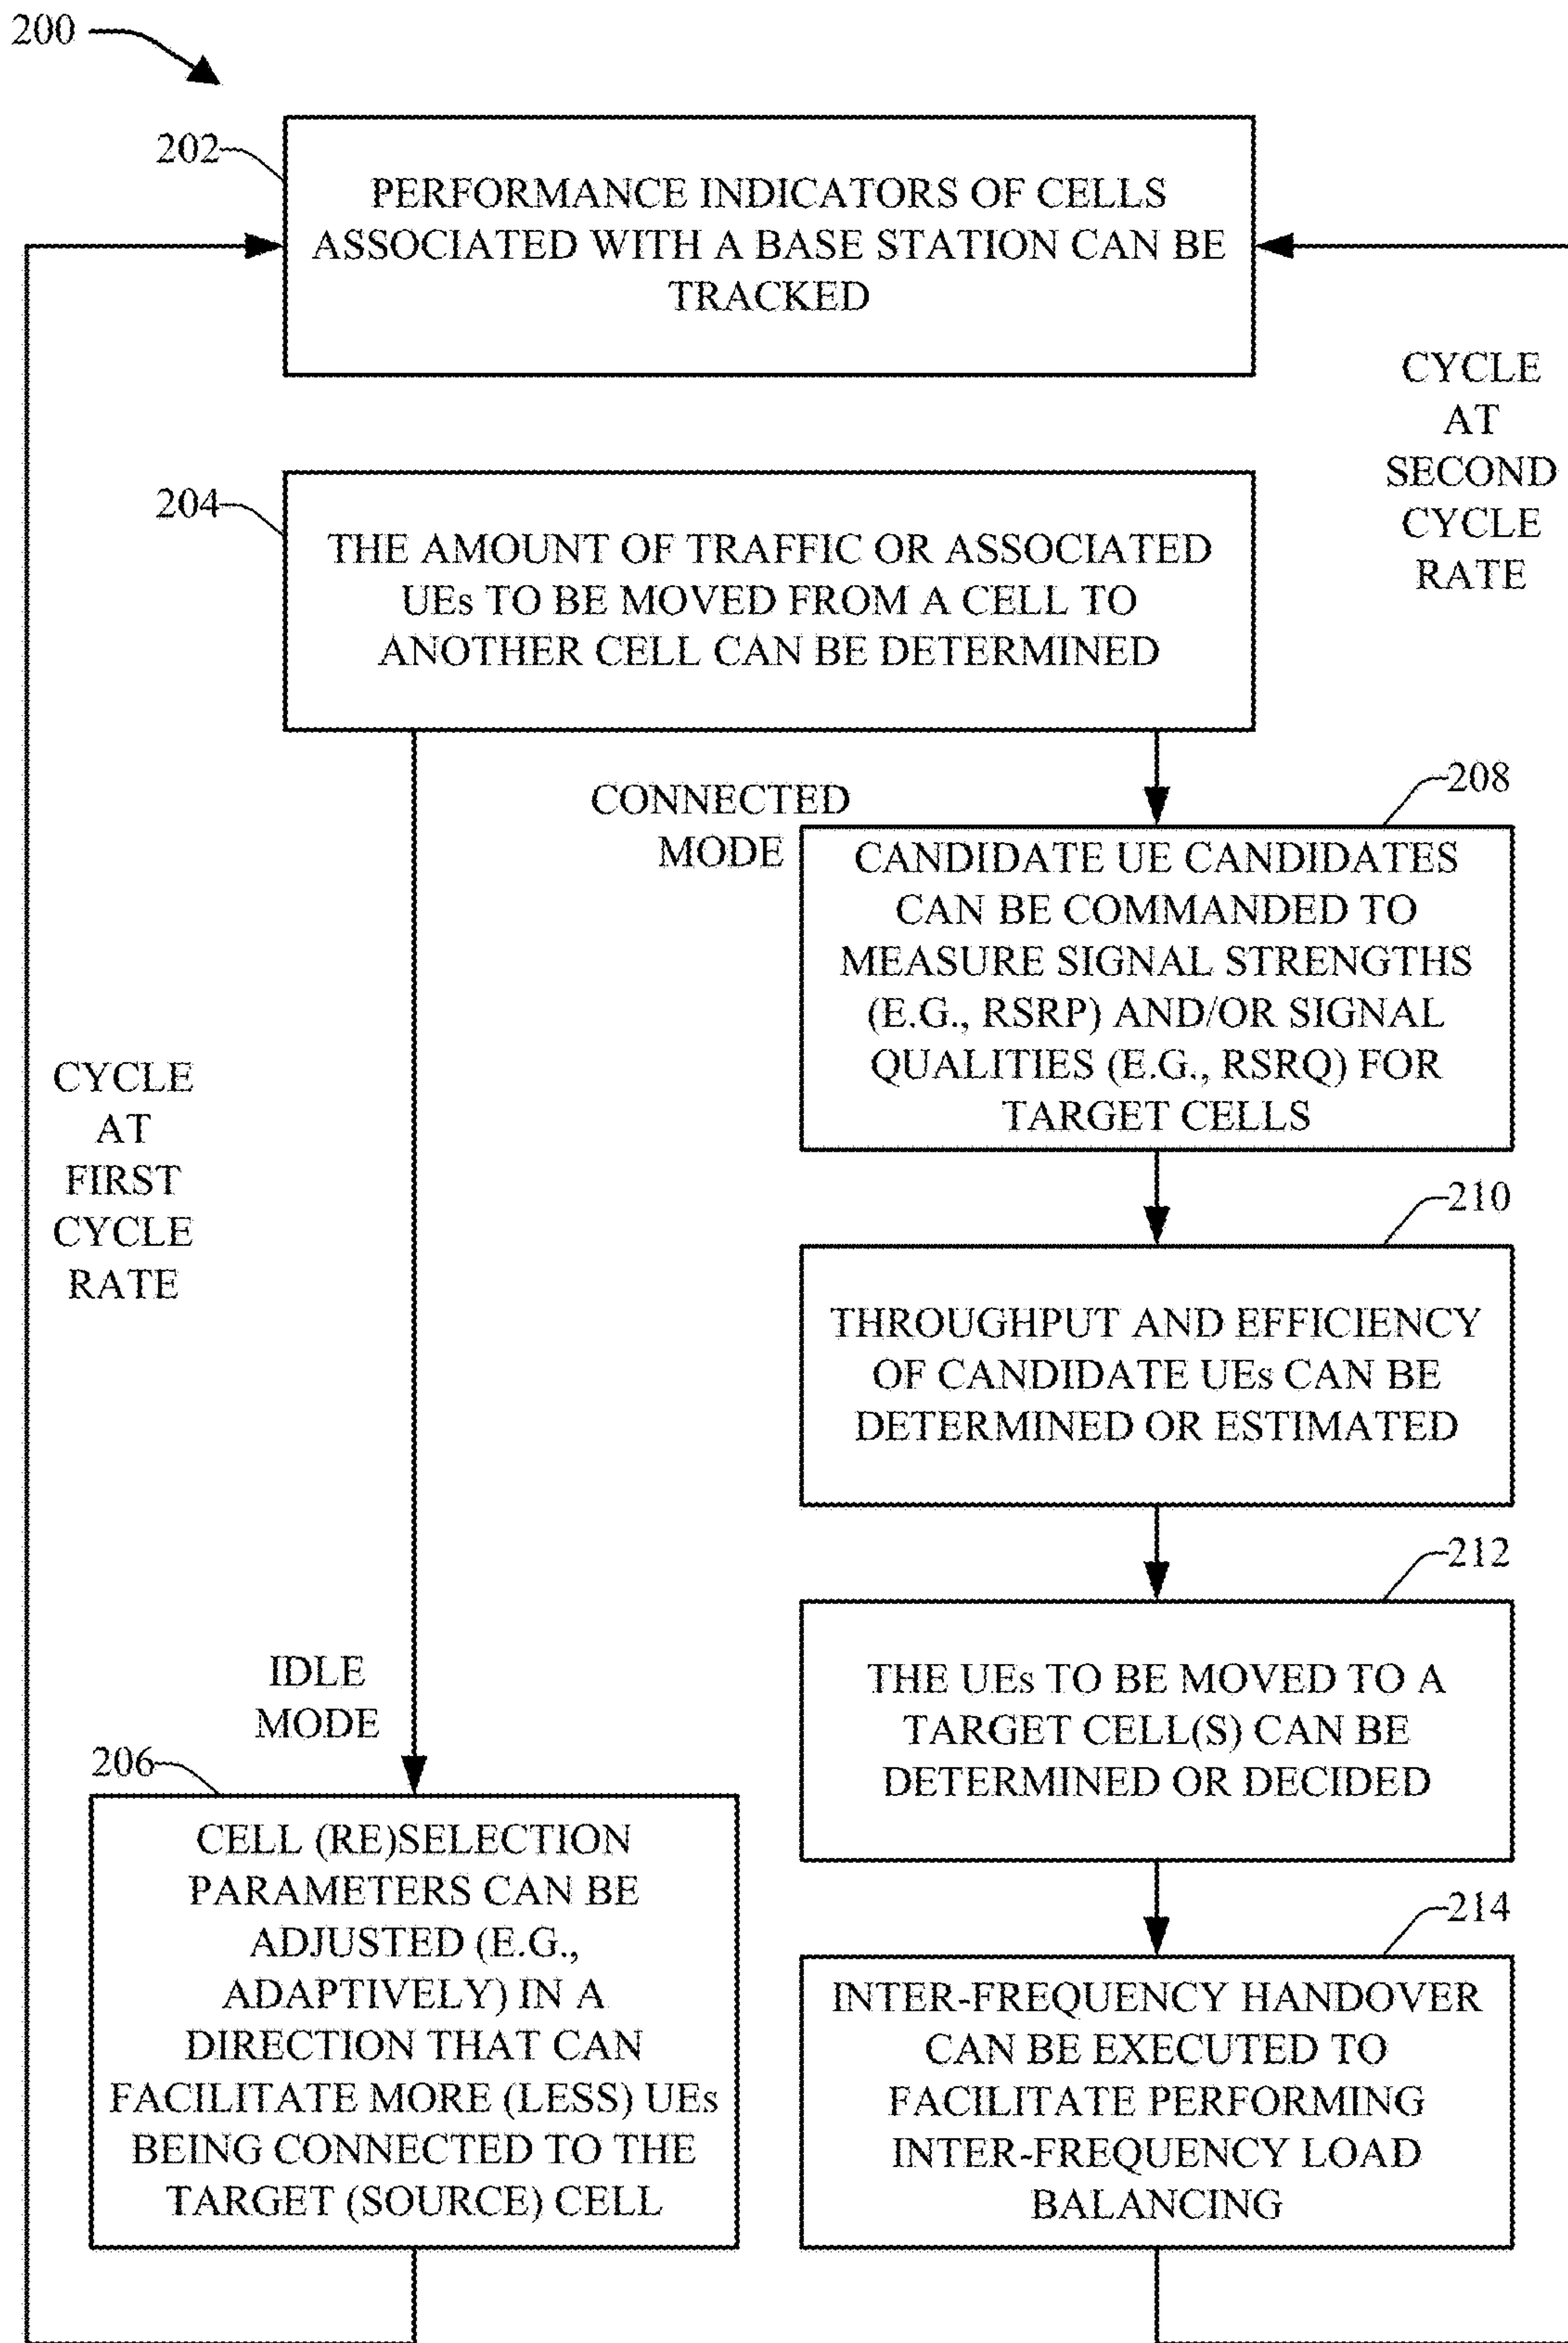 200
202
PERFORMANCE INDICATORS OF CELLS
ASSOCIATED WITH A BASE STATION CAN BE
TRACKED
CYCLE
AT
SECOND
CYCLE
RATE
204
THE AMOUNT OF TRAFFIC OR ASSOCIATED
UEs TO BE MOVED FROM A CELL TO
ANOTHER CELL CAN BE DETERMINED
CONNECTED
MODE
208
CANDIDATE UE CANDIDATES
CAN BE COMMANDED TO
MEASURE SIGNAL STRENGTHS
(E.G., RSRP) AND/OR SIGNAL
QUALITIES (E.G., RSRQ) FOR
TARGET CELLS
CYCLE
AT
FIRST
CYCLE
RATE
210
THROUGHPUT AND EFFICIENCY
OF CANDIDATE UEs CAN BE
DETERMINED OR ESTIMATED
212
THE UEs TO BE MOVED TO A
TARGET CELL(S) CAN BE
DETERMINED OR DECIDED
IDLE
MODE
206
CELL (RE)SELECTION
PARAMETERS CAN BE
ADJUSTED (E.G.,
ADAPTIVELY) IN A
DIRECTION THAT CAN
FACILITATE MORE (LESS) UEs
BEING CONNECTED TO THE
TARGET (SOURCE) CELL
214
INTER-FREQUENCY HANDOVER
CAN BE EXECUTED TO
FACILITATE PERFORMING
INTER-FREQUENCY LOAD
BALANCING